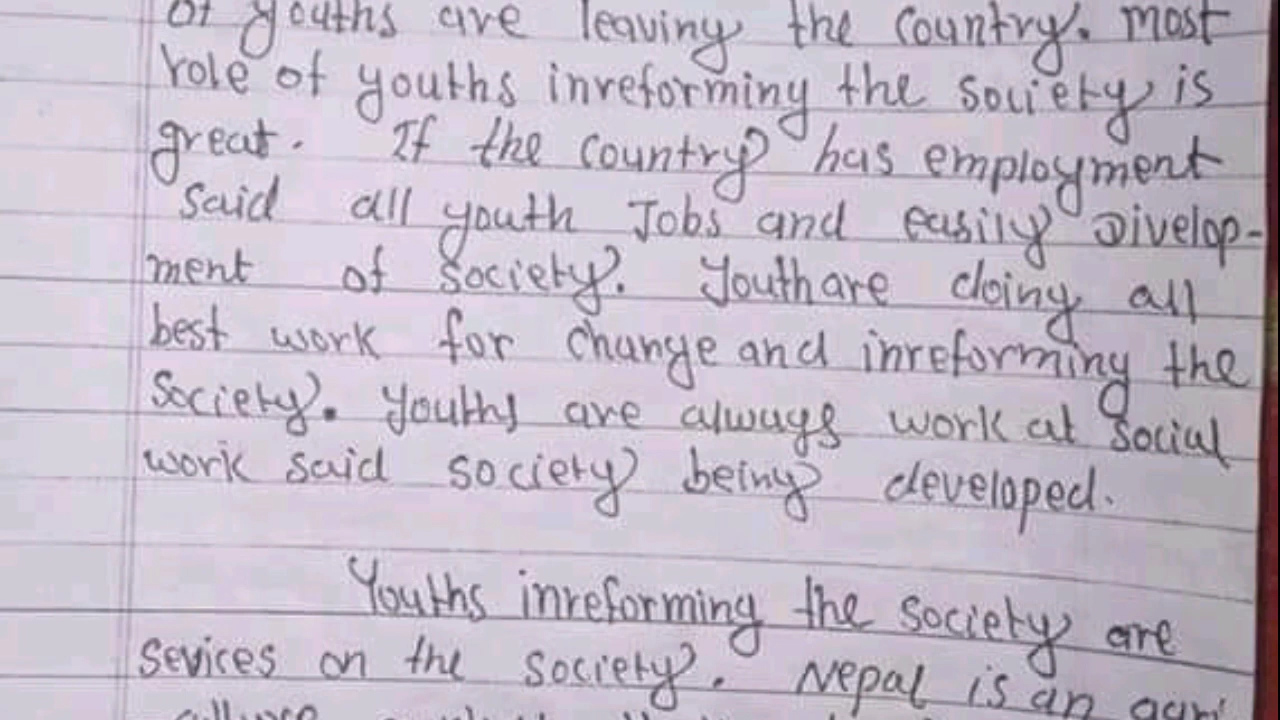 of youths are leaving the country. Most
role of youths inreforming the society is
great. If the country has employment
said all youth Jobs and easily Divelop-
ment of society. Youthare doing all
best work for change and inreforming the
Society. Youths are always work at social
work said society being developed.
Youths inreforming the society are
sevices on the society. Nepal is an agri